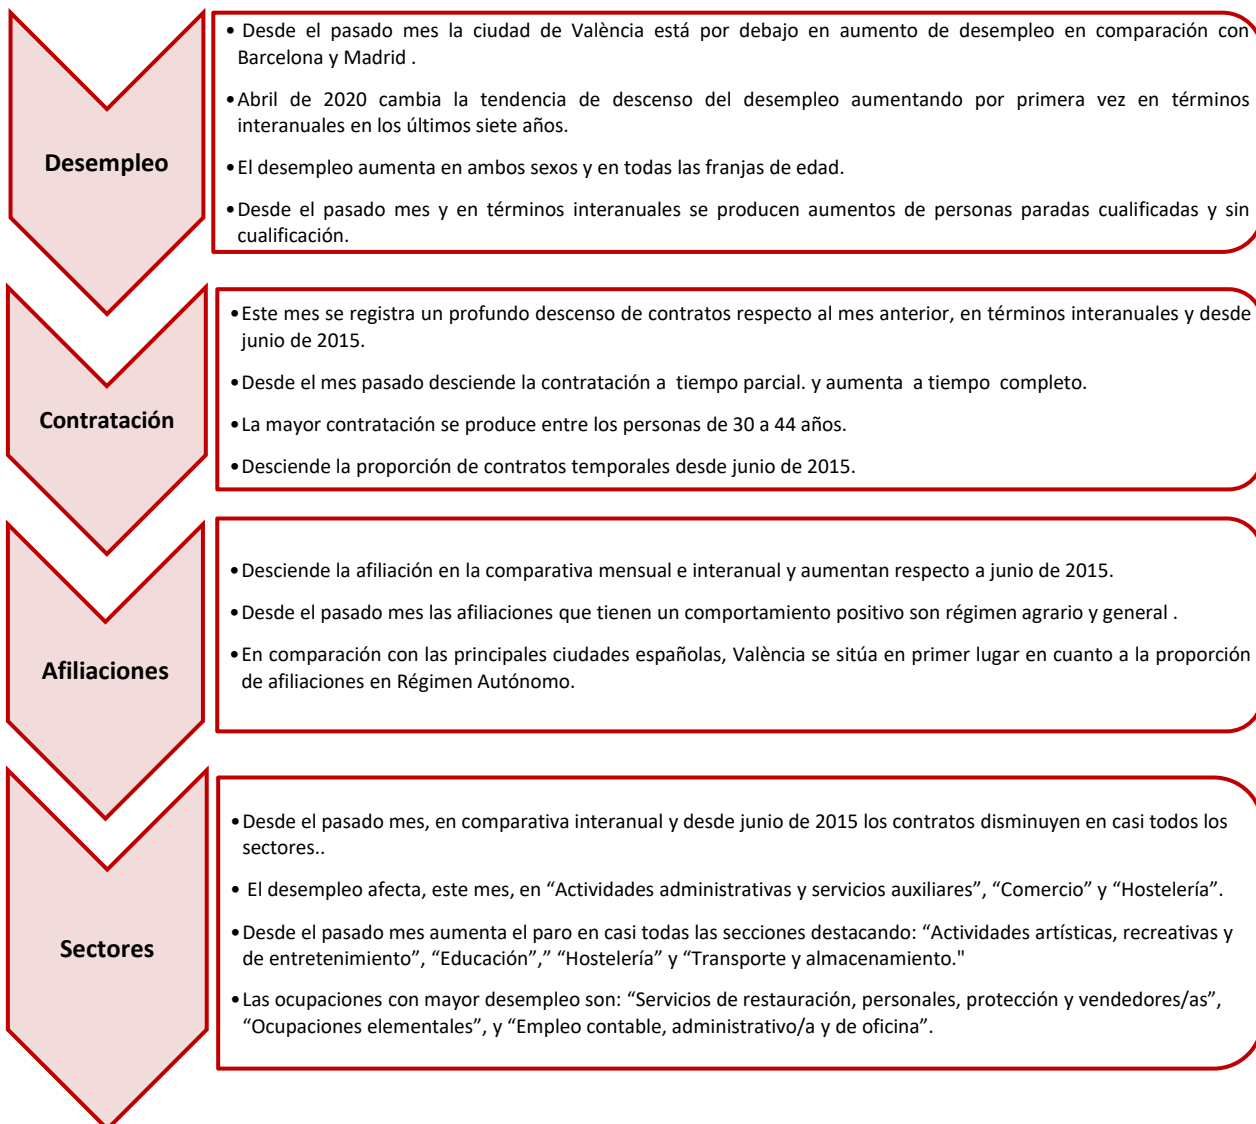 Desempleo
• Desde el pasado mes la ciudad de València está por debajo en aumento de desempleo en comparación con
Barcelona y Madrid .
•Abril de 2020 cambia la tendencia de descenso del desempleo aumentando por primera vez en términos
interanuales en los últimos siete años.
•El desempleo aumenta en ambos sexos y en todas las franjas de edad.
•Desde el pasado mes y en términos interanuales se producen aumentos de personas paradas cualificadas y sin
cualificación.
Contratación
•Este mes se registra un profundo descenso de contratos respecto al mes anterior, en términos interanuales y desde
junio de 2015.
•Desde el mes pasado desciende la contratación a tiempo parcial. y aumenta a tiempo completo.
•La mayor contratación se produce entre los personas de 30 a 44 años.
•Desciende la proporción de contratos temporales desde junio de 2015.
Afiliaciones
•Desciende la afiliación en la comparativa mensual e interanual y aumentan respecto a junio de 2015.
•Desde el pasado mes las afiliaciones que tienen un comportamiento positivo son régimen agrario y general .
•En comparación con las principales ciudades españolas, València se sitúa en primer lugar en cuanto a la proporción
de afiliaciones en Régimen Autónomo.
Sectores
•Desde el pasado mes, en comparativa interanual y desde junio de 2015 los contratos disminuyen en casi todos los
sectores..
• El desempleo afecta, este mes, en “Actividades administrativas y servicios auxiliares”, “Comercio” y “Hostelería”.
•Desde el pasado mes aumenta el paro en casi todas las secciones destacando: “Actividades artísticas, recreativas y
de entretenimiento”, “Educación”,” “Hostelería” y “Transporte y almacenamiento."
•Las ocupaciones con mayor desempleo son: “Servicios de restauración, personales, protección y vendedores/as”,
“Ocupaciones elementales”, y “Empleo contable, administrativo/a y de oficina”.